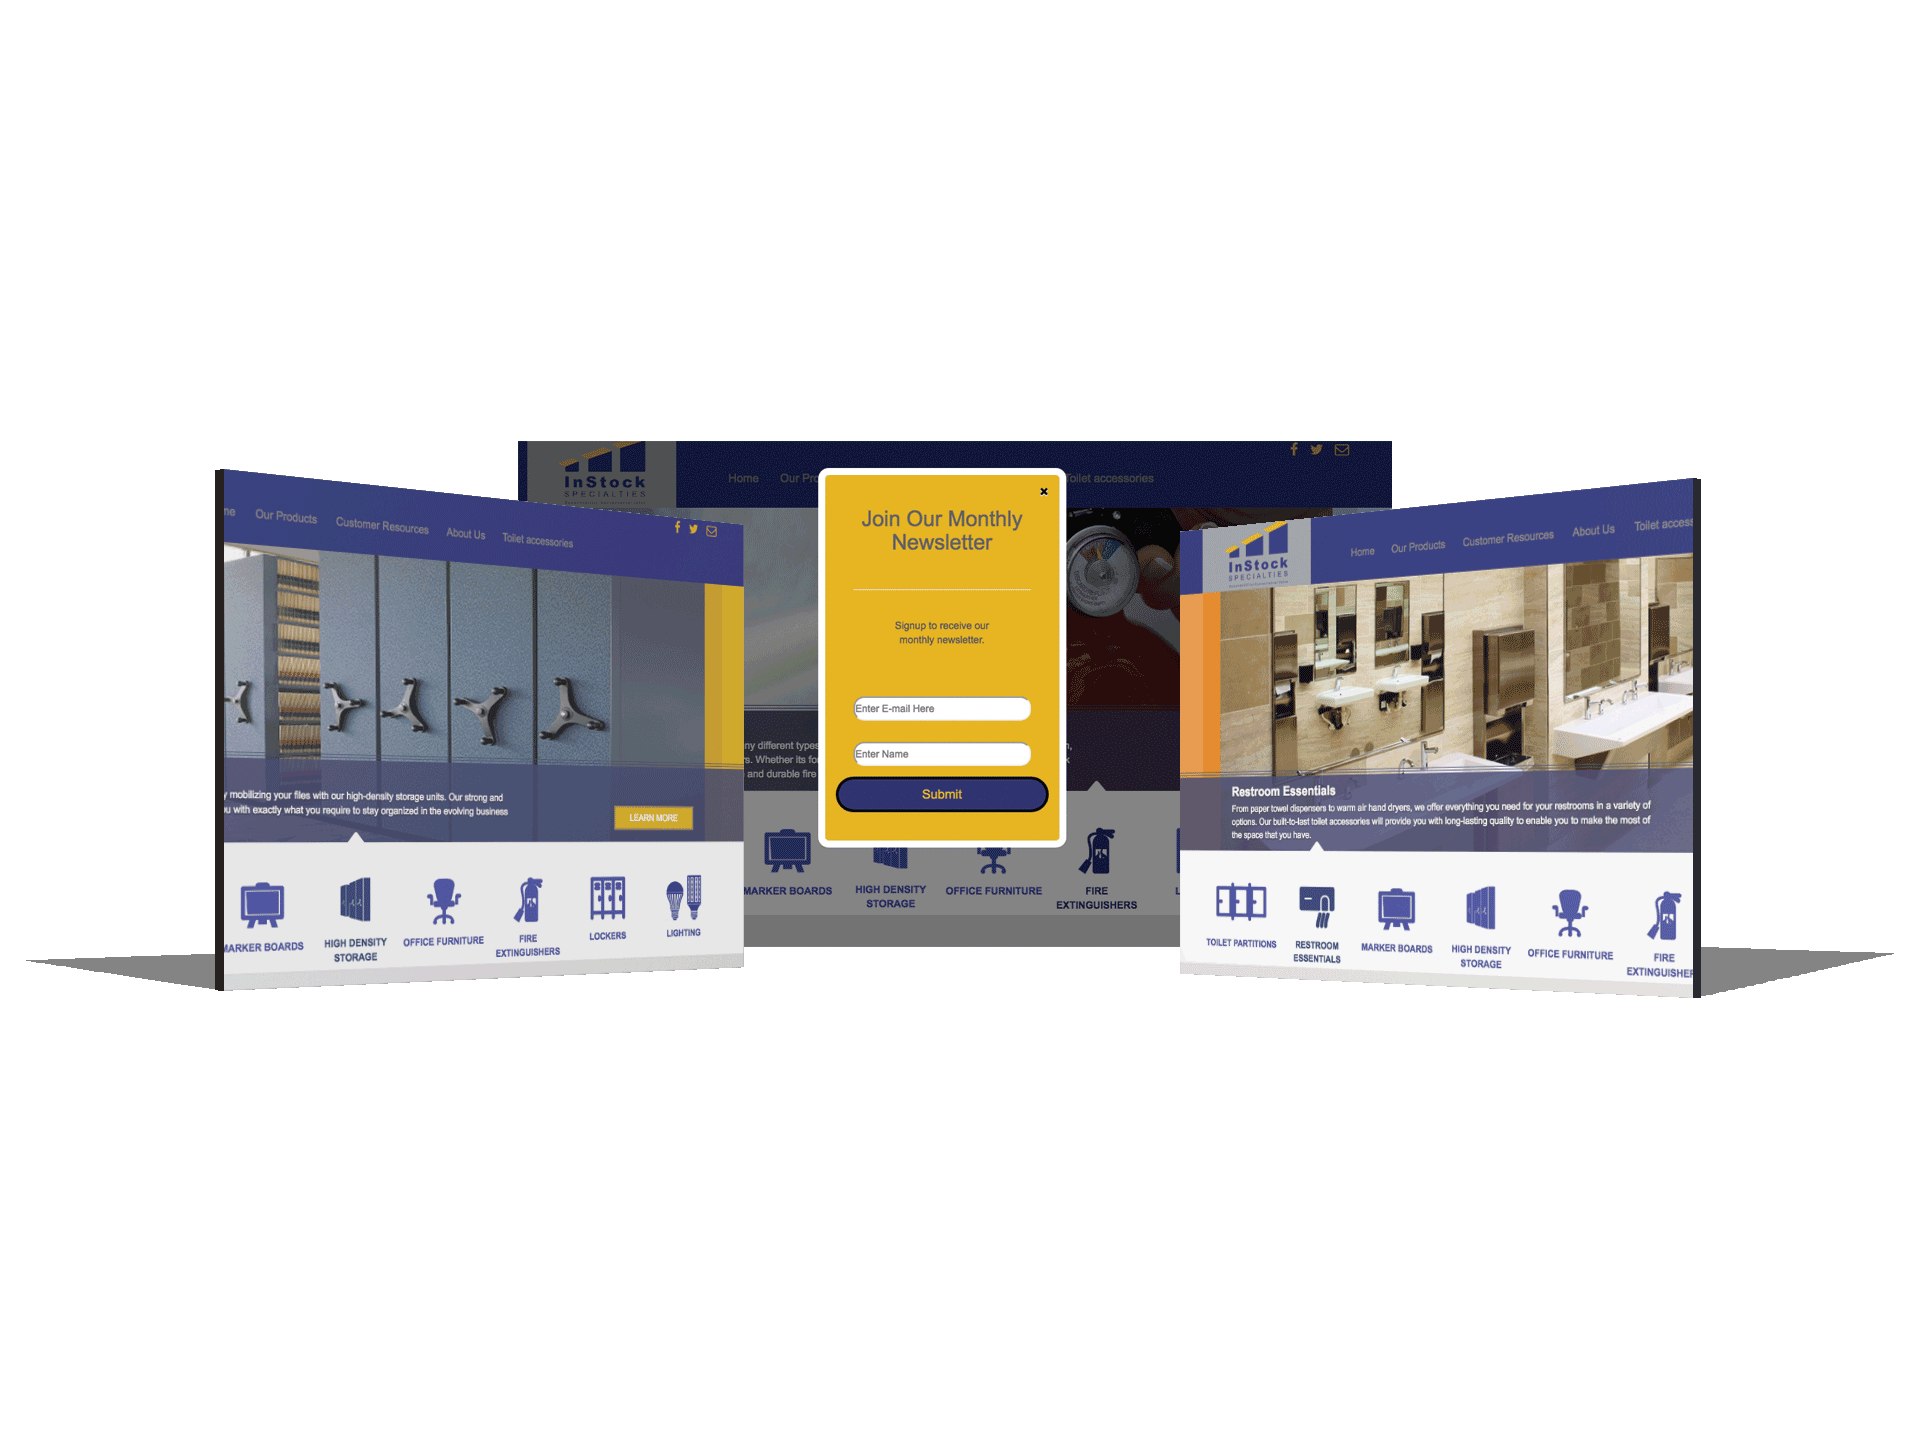 InStock
SPECIALTIES
Home
Our Pro
Toilet accessories
Join Our Monthly
Newsletter
Signup to receive our
monthly newsletter.
Enter E-mail Here
Enter Name
Submit
ny different types
s. Whether its fo
and durable fire
MARKER BOARDS
HIGH DENSITY
STORAGE
OFFICE FURNITURE
FIRE
EXTINGUISHERS
L
me
Our Products
Customer Resources
About Us
Toilet accessories
y mobilizing your files with our high-density storage units. Our strong and
ou with exactly what you require to stay organized in the evolving business
LEARN MORE
MARKER BOARDS
HIGH DENSITY
STORAGE
OFFICE FURNITURE
FIRE
EXTINGUISHERS
LOCKERS
LIGHTING
InStock
SPECIALTIES
Home
Our Products
Customer Resources
About Us
Toilet access
Restroom Essentials
From paper towel dispensers to warm air hand dryers, we offer everything you need for your restrooms in a variety of
options. Our built-to-last toilet accessories will provide you with long-lasting quality to enable you to make the most of
the space that you have.
TOILET PARTITIONS
RESTROOM
ESSENTIALS
MARKER BOARDS
HIGH DENSITY
STORAGE
OFFICE FURNITURE
FIRE
EXTINGUISHER